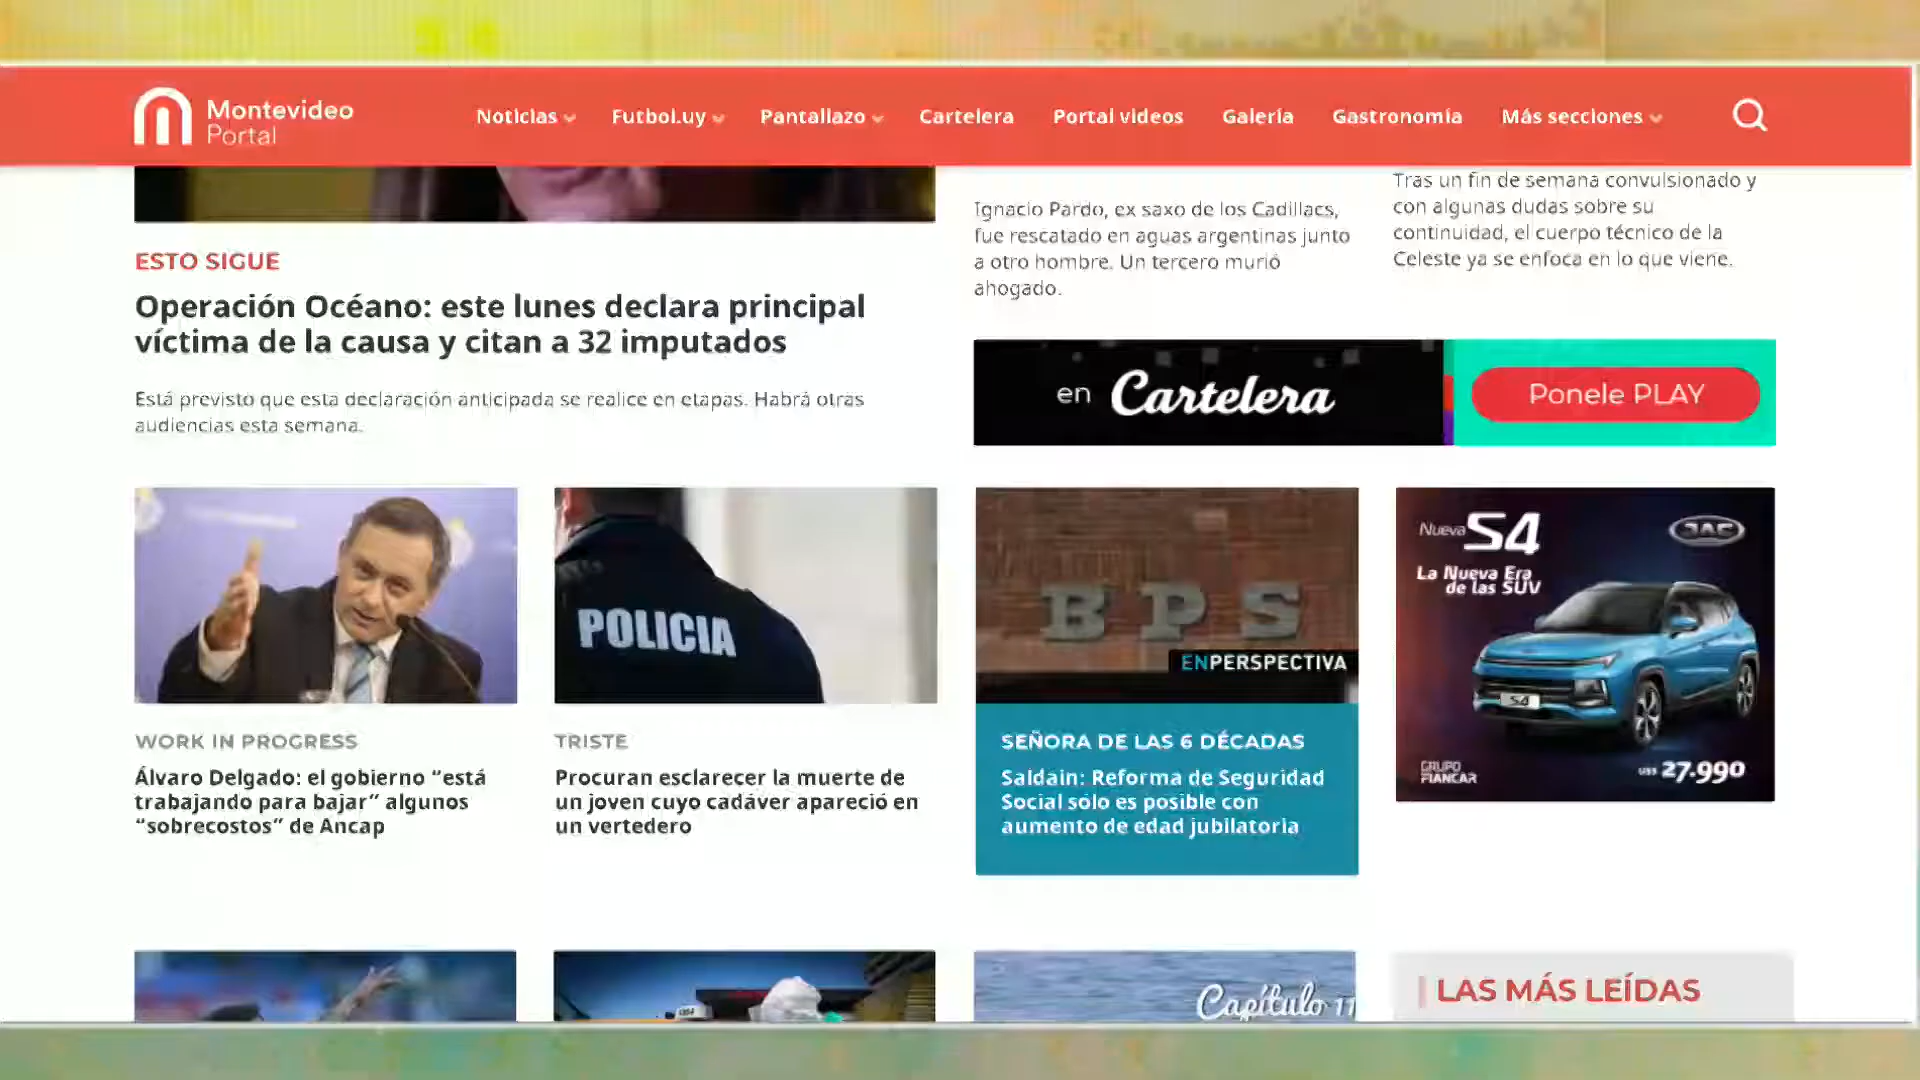 Montevideo
Portal
Noticias
Futbol.uy
Pantallazo
Cartelera
Portal videos
Galería
Gastronomía
Más secciones
ESTO SIGUE
Operación Océano: este lunes declara principal
víctima de la causa y citan a 32 imputados
Está previsto que esta declaración anticipada se realice en etapas. Habrá otras
audiencias esta semana.
Ignacio Pardo, ex saxo de los Cadillacs,
fue rescatado en aguas argentinas junto
a otro hombre. Un tercero murió
ahogado.
Tras un fin de semana convulsionado y
con algunas dudas sobre su
continuidad, el cuerpo técnico de la
Celeste ya se enfoca en lo que viene.
en Cartelera
Ponele PLAY
WORK IN PROGRESS
Álvaro Delgado: el gobierno “está
trabajando para bajar” algunos
“sobrecostos” de Ancap
POLICIA
TRISTE
Procuran esclarecer la muerte de
un joven cuyo cadáver apareció en
un vertedero
BPS
ENPERSPECTIVA
SEÑORA DE LAS 6 DÉCADAS
Saldain: Reforma de Seguridad
Social sólo es posible con
aumento de edad jubilatoria
Nueva S4
JAC
La Nueva Era
de las SUV
S4
GRUPO
FIANCAR
U$S 27.990
Capítulo 11
LAS MÁS LEÍDAS